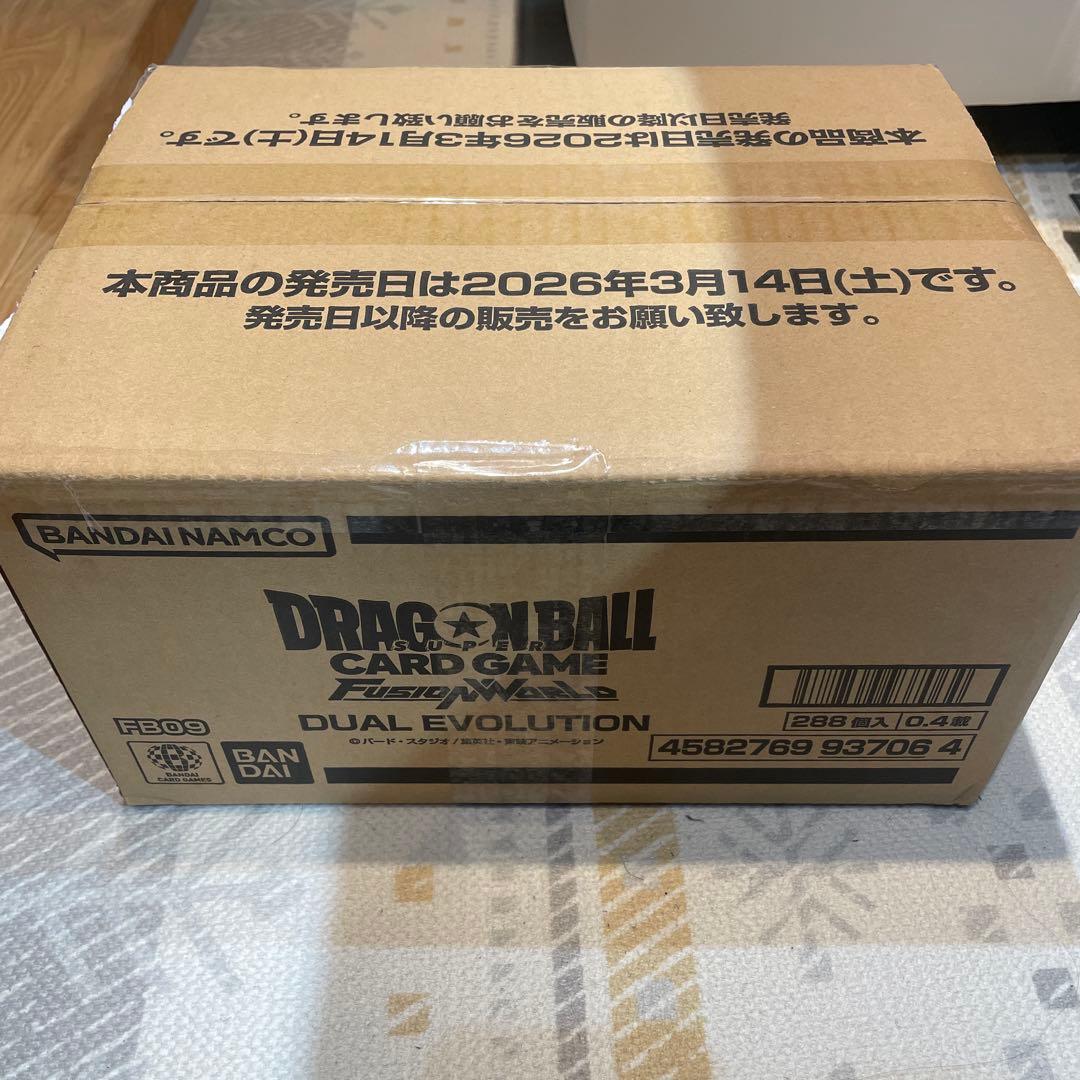 本商品の発売日は2026年3月14日(土)です。
発売日以降の販売をお願い致します。
本商品の発売日は2026年3月14日(土)です。
発売日以降の販売をお願い致します。
BANDAI NAMCO
DRAGON BALL
SUPER
CARD GAME
FUSION WORLD
DUAL EVOLUTION
©バード・スタジオ/集英社・東映アニメーション
FB09
BANDAI
CARD GAMES
BAN
DAI
288個入 0.4載
4582769 93706 4